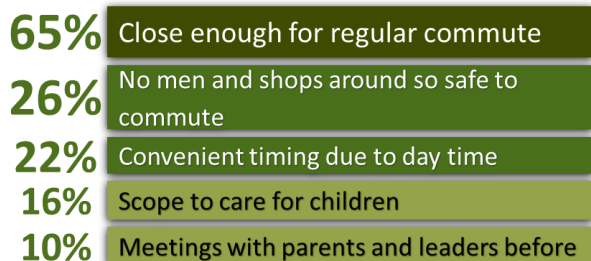 65% Close enough for regular commute
26% No men and shops around so safe to
commute
22% Convenient timing due to day time
16% Scope to care for children
10% Meetings with parents and leaders before